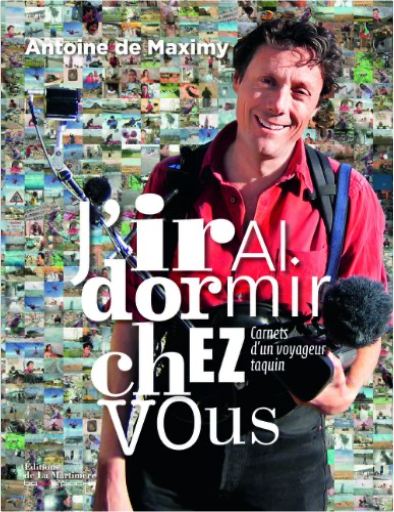 Antoine de Maximy
J'irAI
dormir
chEZ
Carnets
d'un voyageur
taquin
VOus
Éditions
de La Martinière